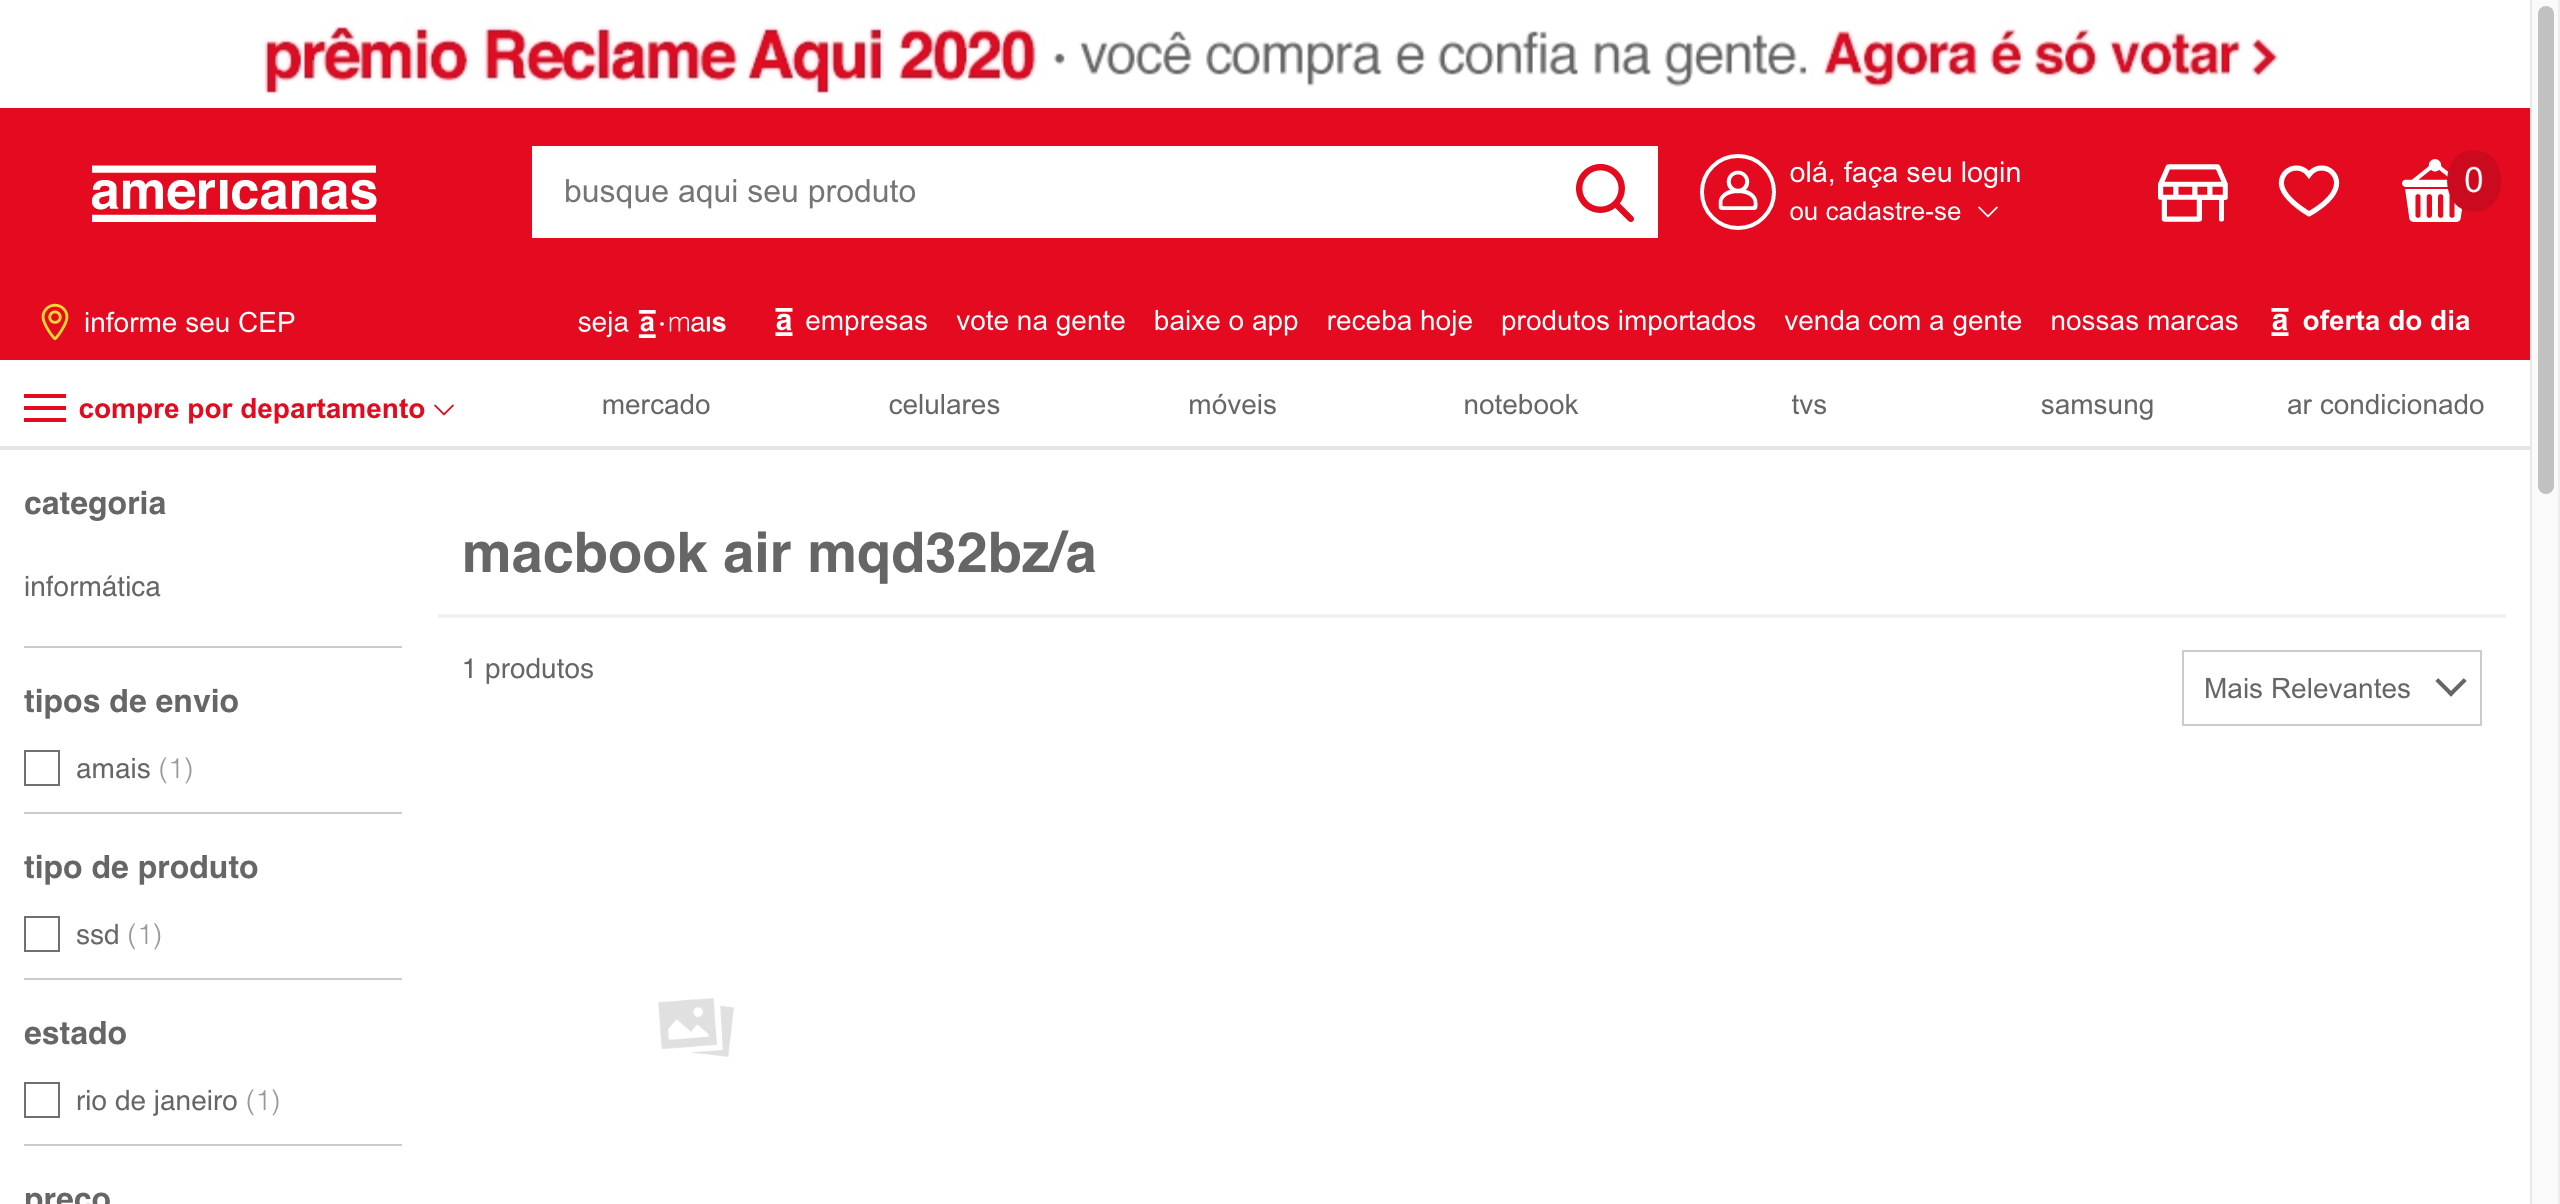 prêmio Reclame Aqui 2020 · você compra e confia na gente. Agora é só votar >
americanas
busque aqui seu produto
olá, faça seu login
ou cadastre-se
0
informe seu CEP
seja a·mais
a empresas
vote na gente
baixe o app
receba hoje
produtos importados
venda com a gente
nossas marcas
a oferta do dia
compre por departamento
mercado
celulares
móveis
notebook
tvs
samsung
ar condicionado
categoria
informática
tipos de envio
amais (1)
tipo de produto
ssd (1)
estado
rio de janeiro (1)
preço
macbook air mqd32bz/a
1 produtos
Mais Relevantes